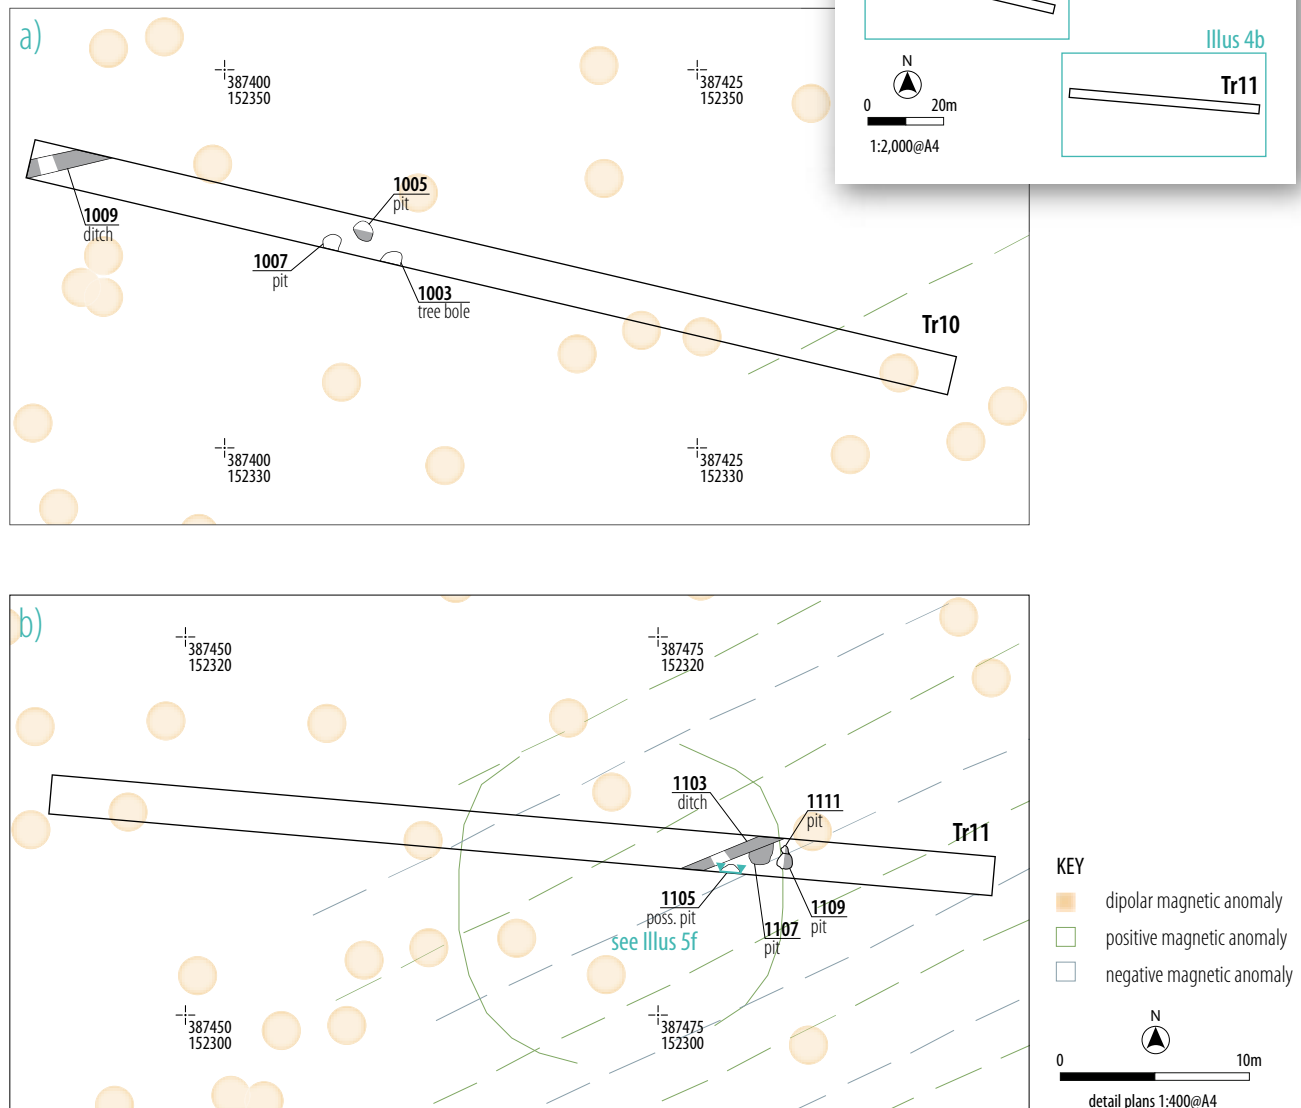 a)
387400
152350
387425
152350
1005
pit
1009
ditch
1007
pit
1003
tree bole
Tr10
387400
152330
387425
152330
Illus 4b
Tr11
N
0 20m
1:2,000@A4
b)
387450
152320
387475
152320
1103
ditch
1111
pit
Tr11
1105
poss. pit
see Illus 5f
1107
pit
1109
pit
387450
152300
387475
152300
KEY
dipolar magnetic anomaly
positive magnetic anomaly
negative magnetic anomaly
N
0 10m
detail plans 1:400@A4